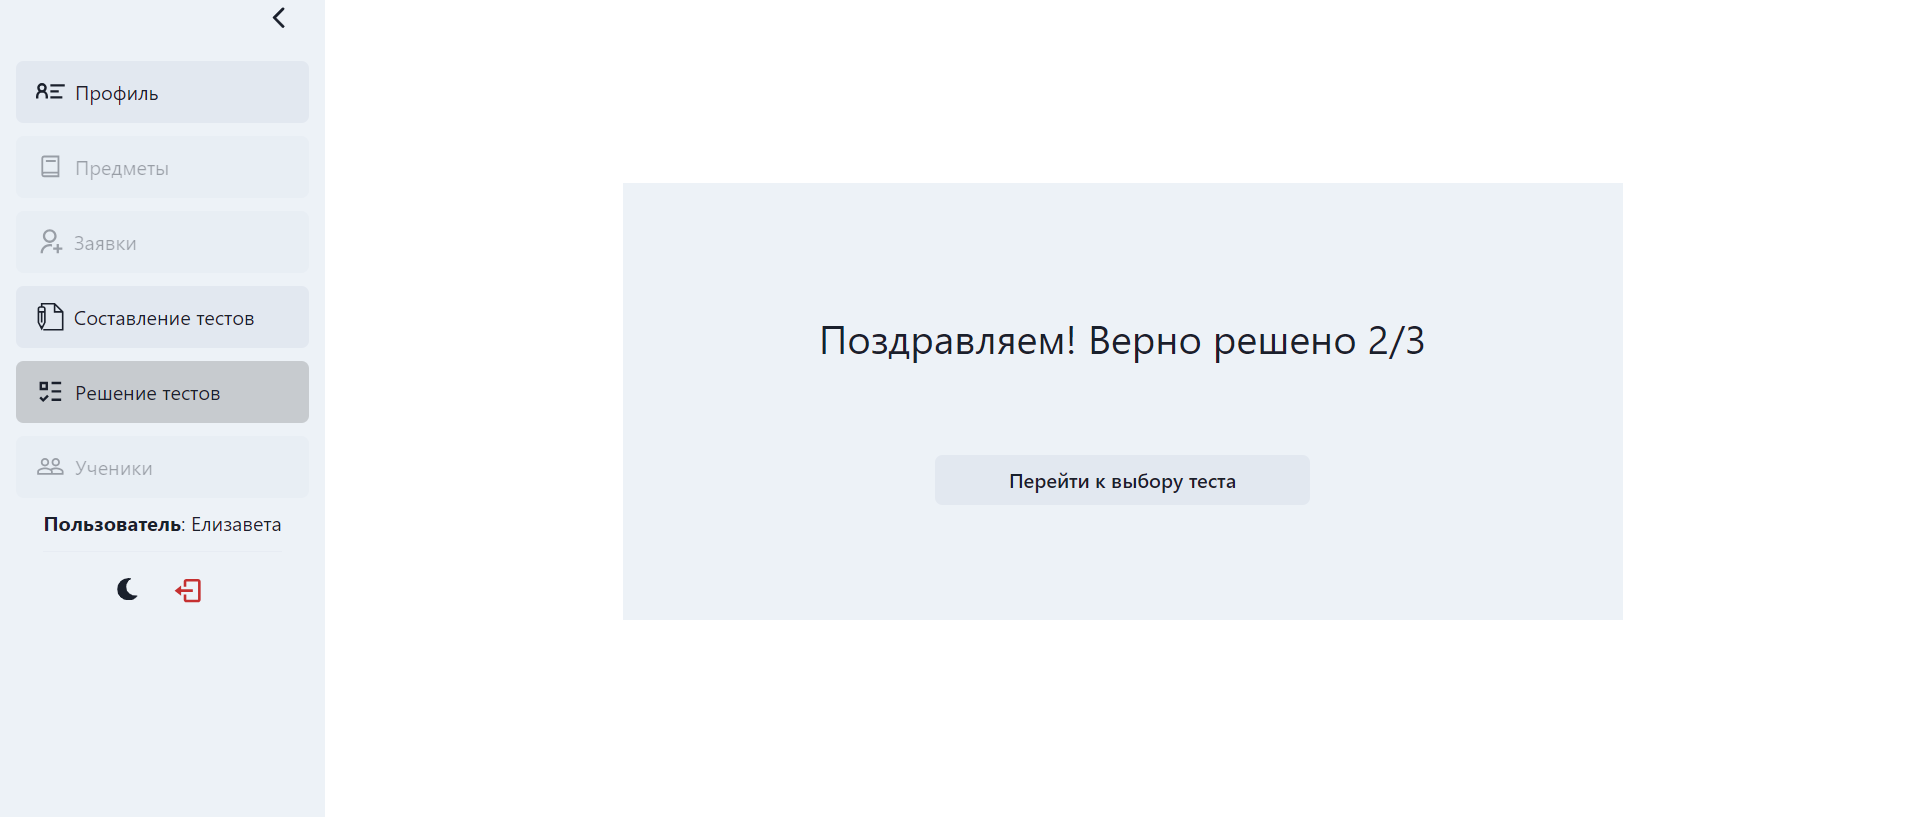 Профиль
Предметы
Заявки
Составление тестов
Решение тестов
Ученики
Пользователь: Елизавета
Поздравляем! Верно решено 2/3
Перейти к выбору теста